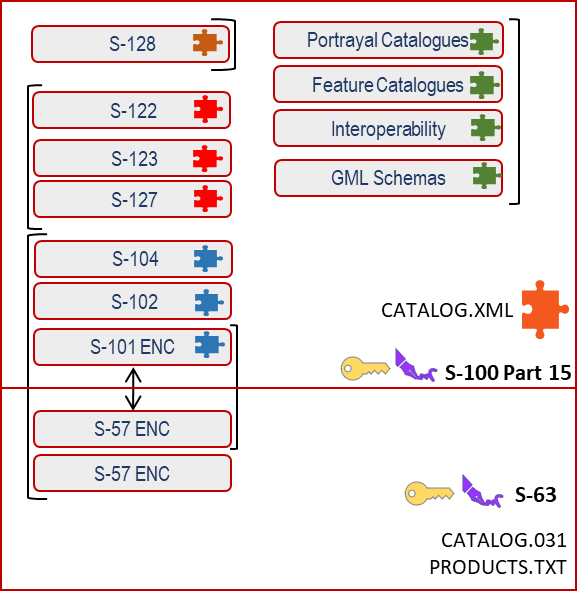 S-128
S-122
S-123
S-127
S-104
S-102
S-101 ENC
S-57 ENC
S-57 ENC
Portrayal Catalogues
Feature Catalogues
Interoperability
GML Schemas
CATALOG.XML
S-100 Part 15
S-63
CATALOG.031
PRODUCTS.TXT